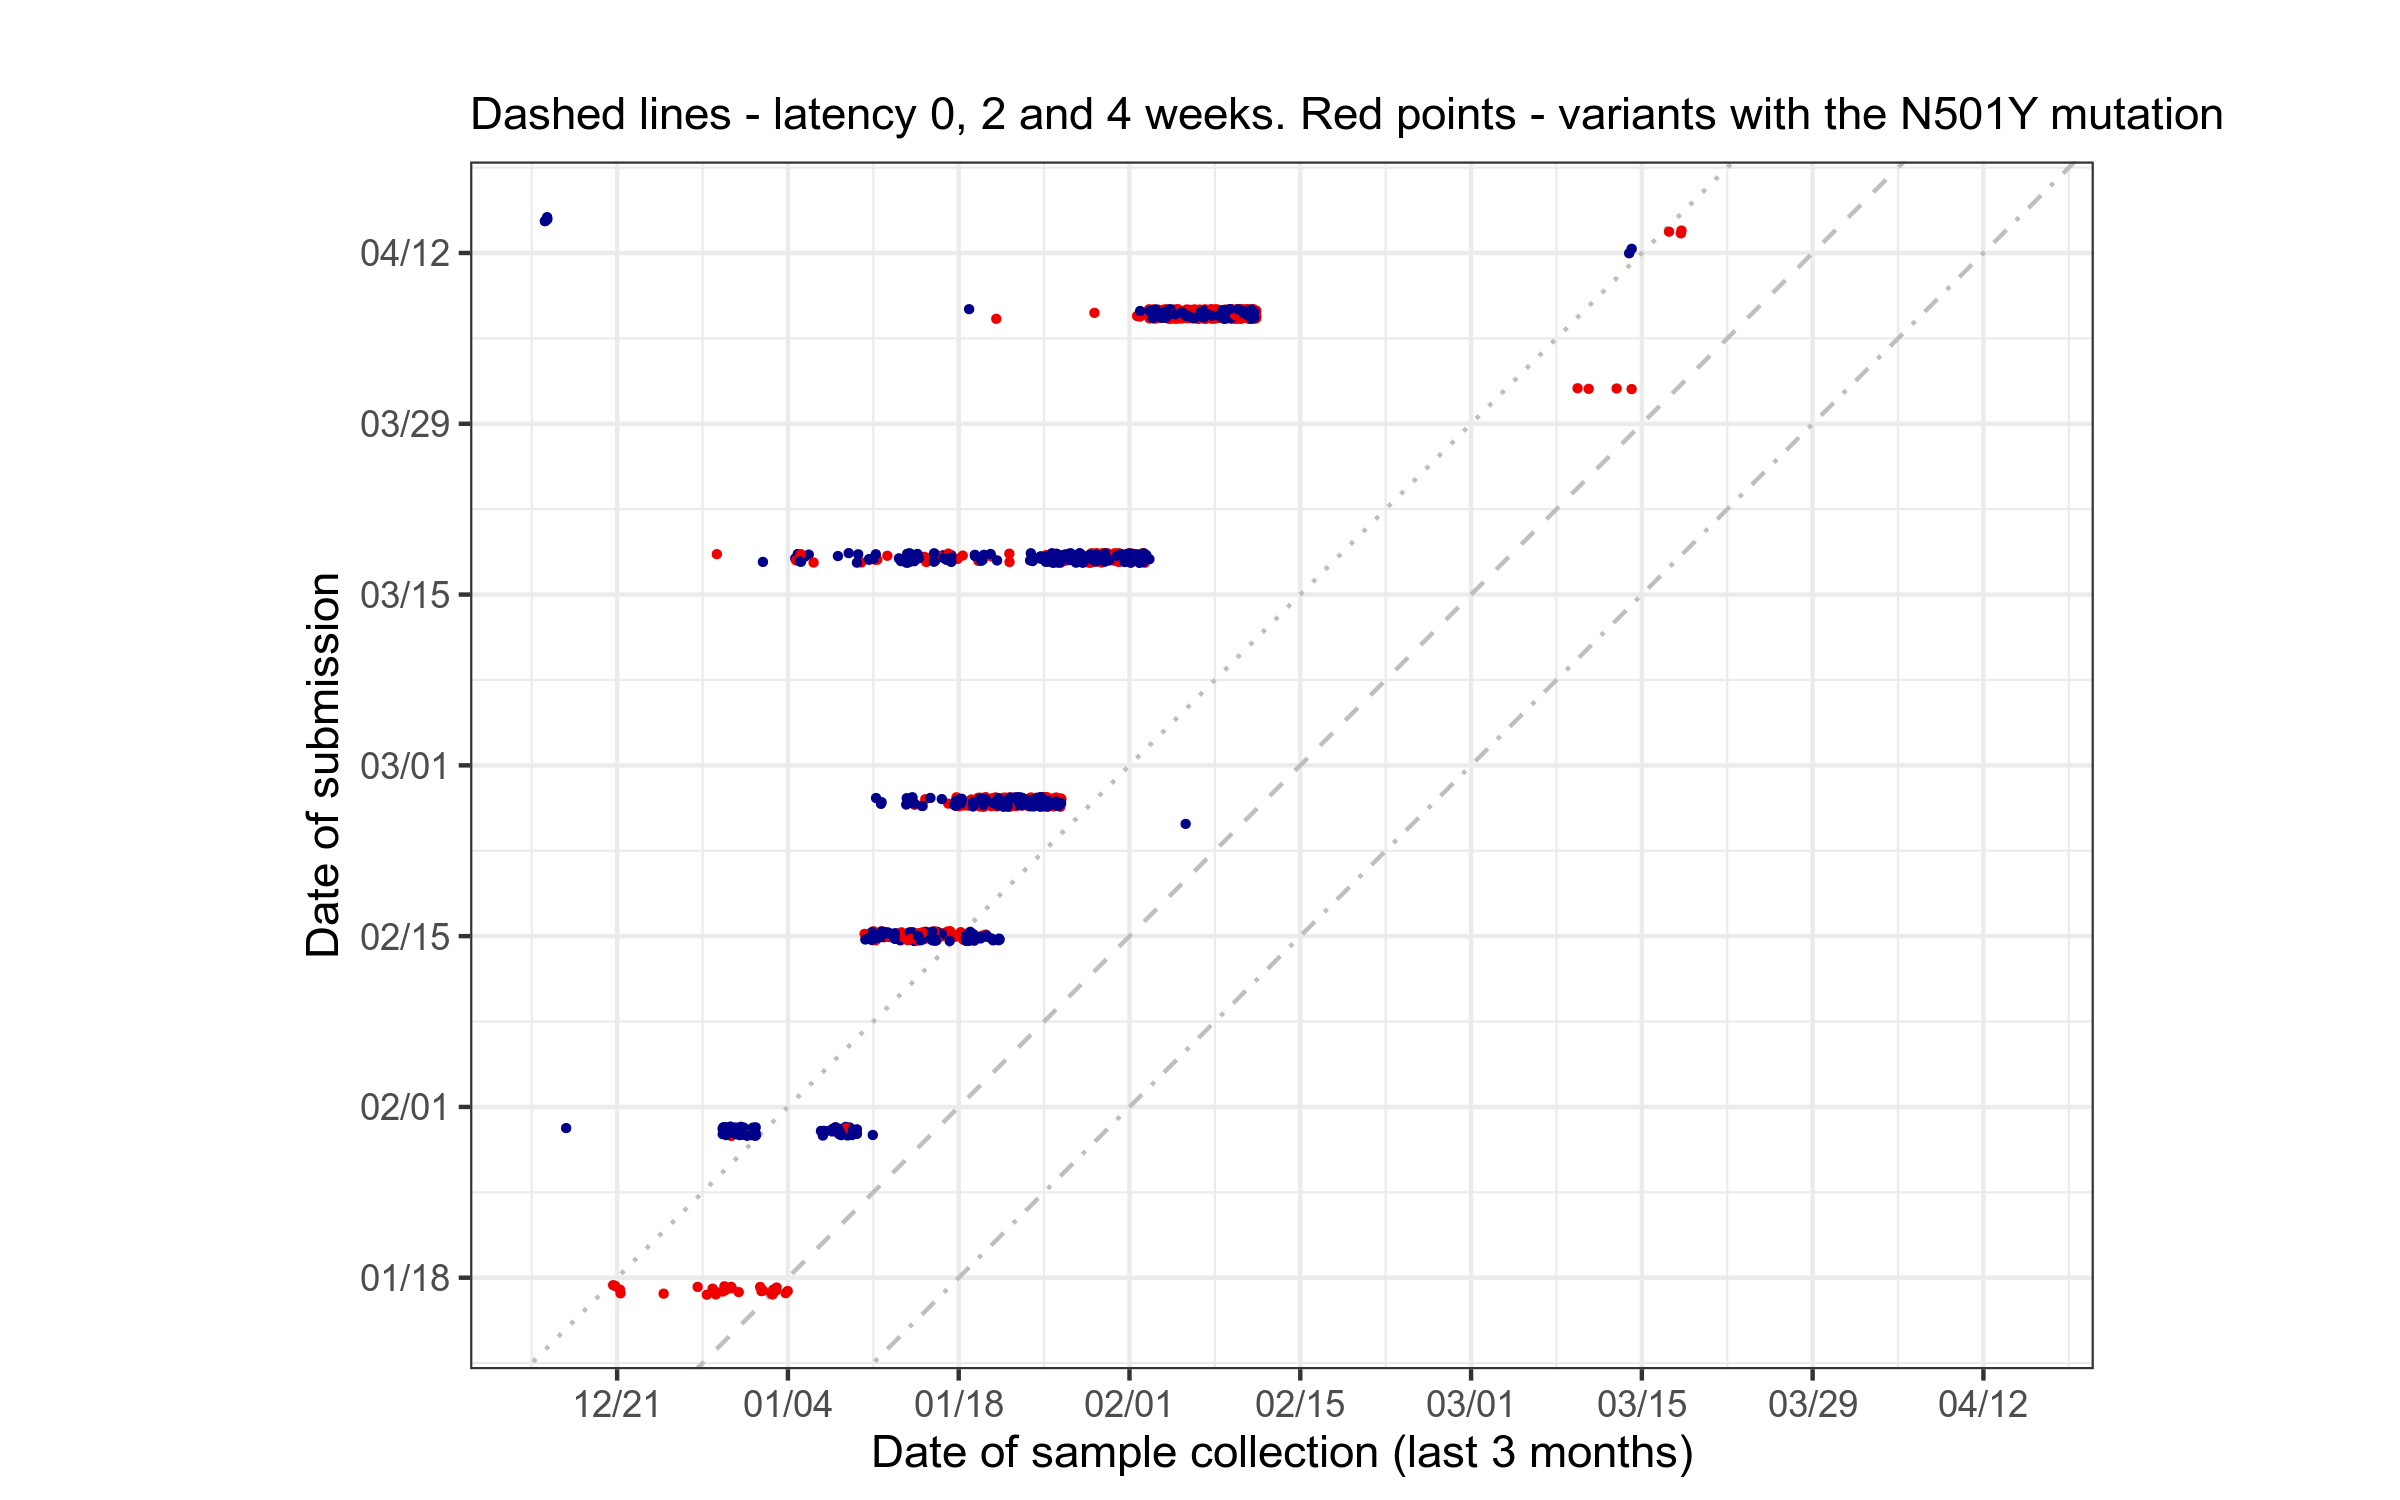 Dashed lines - latency 0, 2 and 4 weeks. Red points - variants with the N501Y mutation
Date of submission
04/12
03/29
03/15
03/01
02/15
02/01
01/18
12/21 01/04 01/18 02/01 02/15 03/01 03/15 03/29 04/12
Date of sample collection (last 3 months)